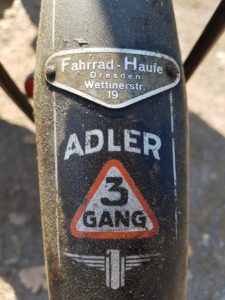 Fahrrad-Haufe
Dresden
Wettinerstr.
19
ADLER
3
GANG